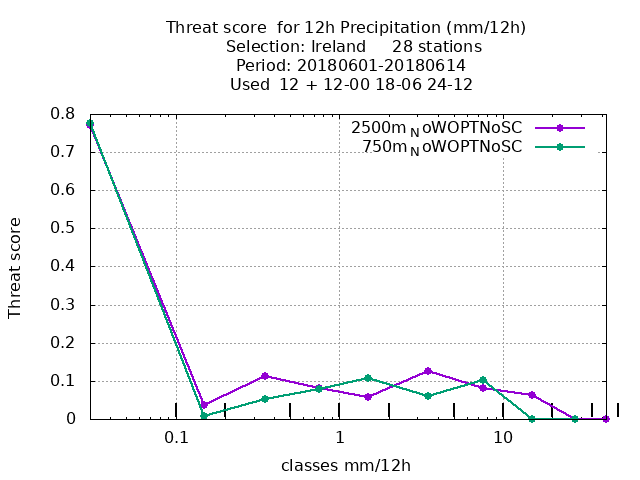 Threat score  for 12h Precipitation (mm/12h)
Selection: Ireland     28 stations
Period: 20180601-20180614
Used  12 + 12-00 18-06 24-12
2500m NoWOPTNoSC
750m NoWOPTNoSC
0.8
0.7
0.6
0.5
0.4
0.3
0.2
0.1
0
Threat score
0.1 1 10
classes mm/12h